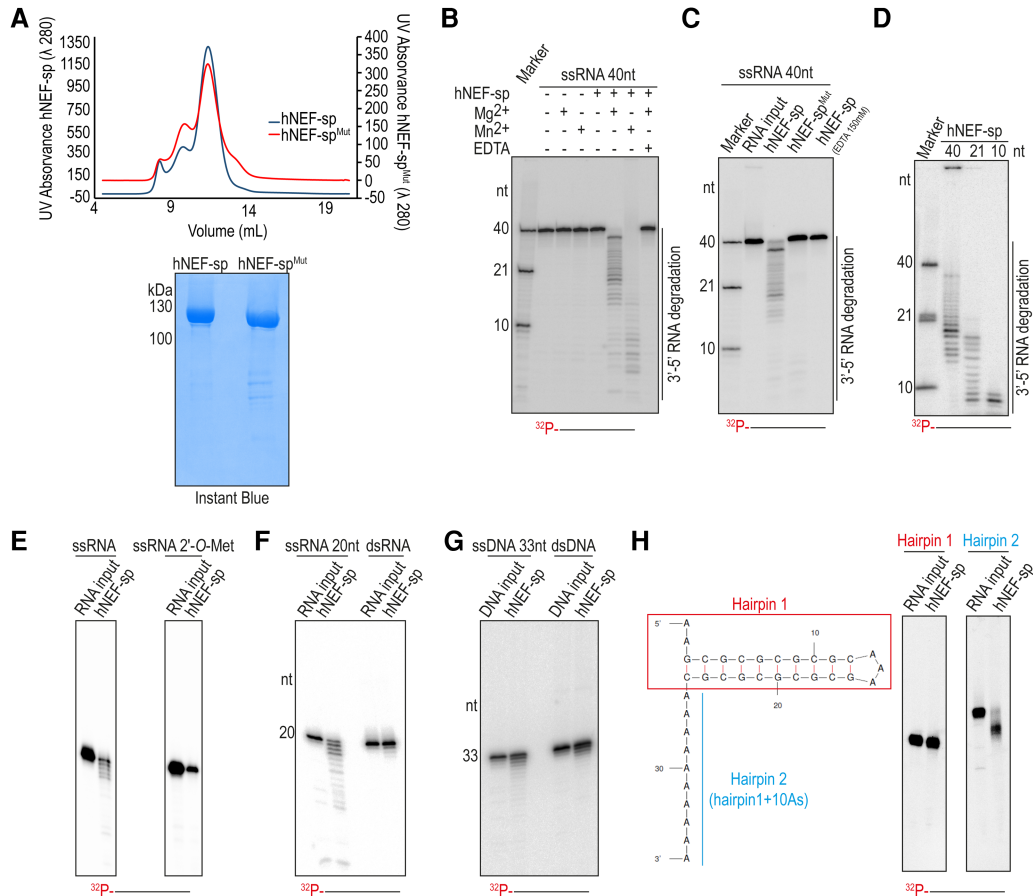 A
UV Absorvance hNEF-sp (λ 280)
1350
1150
950
750
550
350
150
-50
400
350
300
250
200
150
100
50
0
-50
UV Absorvance hNEF-sp^Mut (λ 280)
hNEF-sp
hNEF-sp^Mut
4 9 14 19
Volume (mL)
hNEF-sp hNEF-sp^Mut
kDa
130
100
Instant Blue
B
Marker
ssRNA 40nt
hNEF-sp - - - + + + +
Mg2+ - + - - + - +
Mn2+ - - + - - + -
EDTA - - - - - - +
nt
40
21
10
3'-5' RNA degradation
32P-
C
ssRNA 40nt
Marker
RNA input
hNEF-sp
hNEF-sp^Mut
hNEF-sp
(EDTA 150mM)
nt
40
21
10
3'-5' RNA degradation
32P-
D
Marker
hNEF-sp
40 21 10 nt
nt
40
21
10
3'-5' RNA degradation
32P-
E
ssRNA ssRNA 2'-O-Met
RNA input
hNEF-sp
RNA input
hNEF-sp
32P-
F
ssRNA 20nt dsRNA
RNA input
hNEF-sp
RNA input
hNEF-sp
nt
20
32P-
G
ssDNA 33nt dsDNA
DNA input
hNEF-sp
DNA input
hNEF-sp
nt
33
32P-
H
Hairpin 1
5'
A
A
10
G C G C G C G C G C A
A
C G C G C G C G C G A
20
A
A
A
A
30 A
A
A
A
A
3' A
Hairpin 2
(hairpin1+10As)
Hairpin 1 Hairpin 2
RNA input
hNEF-sp
RNA input
hNEF-sp
32P-